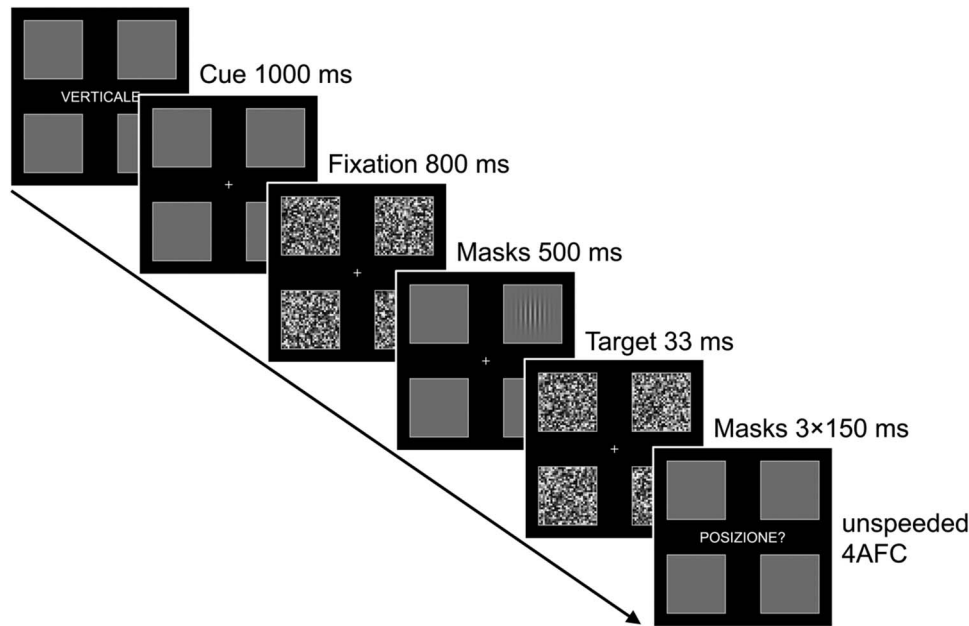 VERTICALE
Cue 1000 ms
Fixation 800 ms
Masks 500 ms
Target 33 ms
Masks 3×150 ms
POSIZIONE?
unspeeded
4AFC